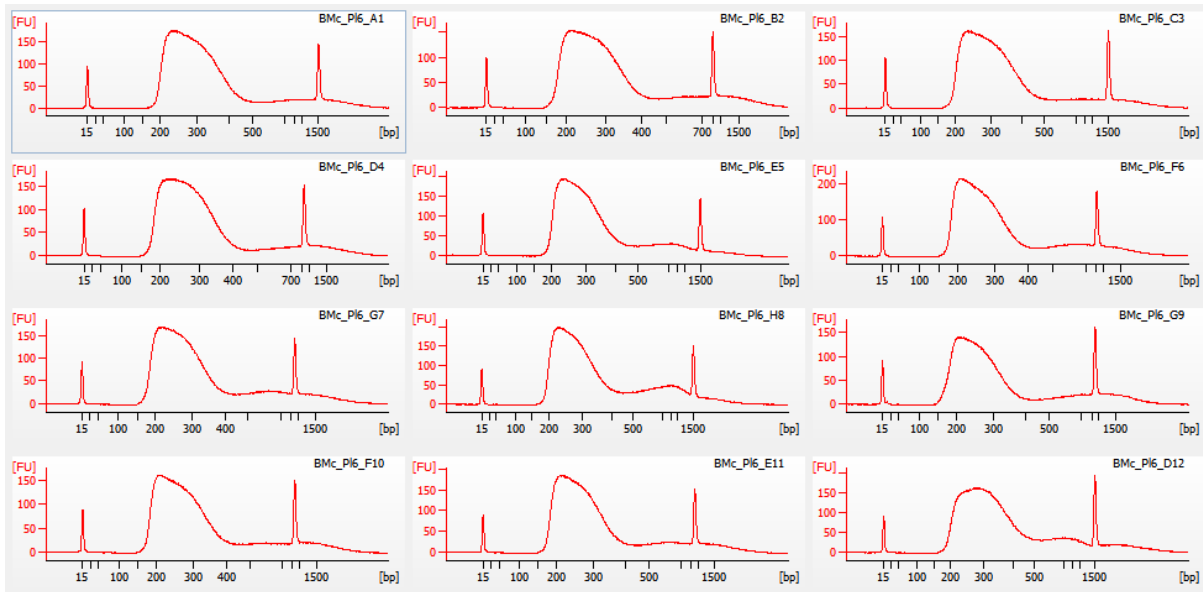 [FU] BMc_Pl6_A1
150
100
50
0
15 100 200 300 500 1500 [bp]
[FU] BMc_Pl6_B2
100
50
0
15 100 200 300 400 700 1500 [bp]
[FU] BMc_Pl6_C3
150
100
50
0
15 100 200 300 500 1500 [bp]
[FU] BMc_Pl6_D4
150
100
50
0
15 100 200 300 400 700 1500 [bp]
[FU] BMc_Pl6_E5
150
100
50
0
15 100 200 300 500 1500 [bp]
[FU] BMc_Pl6_F6
200
100
0
15 100 200 300 400 1500 [bp]
[FU] BMc_Pl6_G7
150
100
50
0
15 100 200 300 400 1500 [bp]
[FU] BMc_Pl6_H8
150
100
50
0
15 100 200 300 500 1500 [bp]
[FU] BMc_Pl6_G9
150
100
50
0
15 100 200 300 500 1500 [bp]
[FU] BMc_Pl6_F10
150
100
50
0
15 100 200 300 400 1500 [bp]
[FU] BMc_Pl6_E11
150
100
50
0
15 100 200 300 500 1500 [bp]
[FU] BMc_Pl6_D12
150
100
50
0
15 100 200 300 500 1500 [bp]